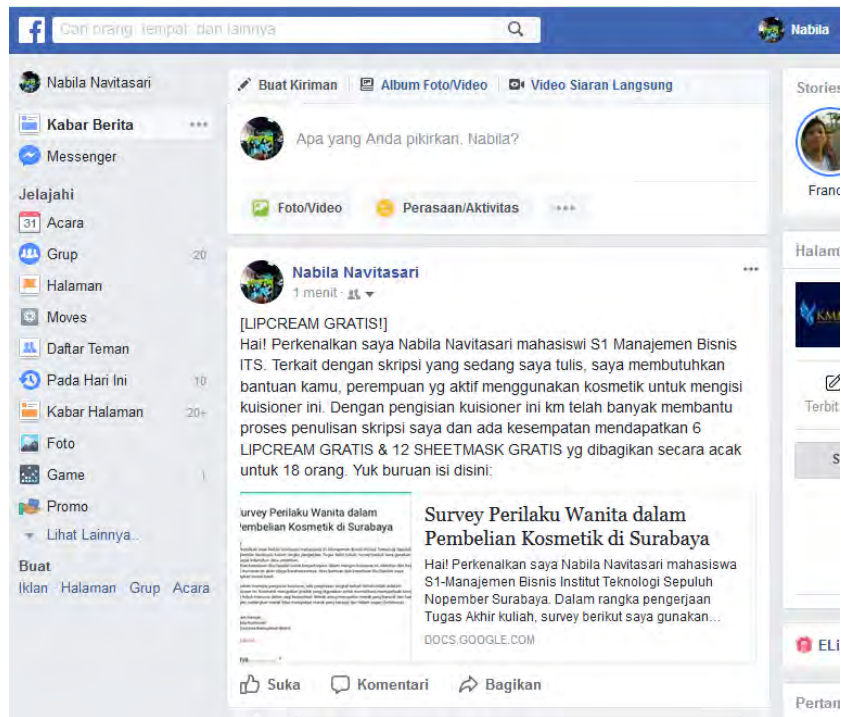 f
Cari orang, tempat, dan lainnya
Nabila
Nabila Navitasari
Kabar Berita
Messenger
Jelajahi
31 Acara
Grup 20
Halaman
Moves
Daftar Teman
Pada Hari Ini 10
Kabar Halaman 20+
Foto
Game 1
Promo
Lihat Lainnya...
Buat
Iklan Halaman Grup Acara
Buat Kiriman Album Foto/Video Video Siaran Langsung
Apa yang Anda pikirkan, Nabila?
Foto/Video Perasaan/Aktivitas
Nabila Navitasari
1 menit
[LIPCREAM GRATIS!]
Hai! Perkenalkan saya Nabila Navitasari mahasiswi S1 Manajemen Bisnis
ITS. Terkait dengan skripsi yang sedang saya tulis, saya membutuhkan
bantuan kamu, perempuan yg aktif menggunakan kosmetik untuk mengisi
kuisioner ini. Dengan pengisian kuisioner ini km telah banyak membantu
proses penulisan skripsi saya dan ada kesempatan mendapatkan 6
LIPCREAM GRATIS & 12 SHEETMASK GRATIS yg dibagikan secara acak
untuk 18 orang. Yuk buruan isi disini:
urvey Perilaku Wanita dalam
embelian Kosmetik di Surabaya
Survey Perilaku Wanita dalam
Pembelian Kosmetik di Surabaya
Hai! Perkenalkan saya Nabila Navitasari mahasiswa
S1-Manajemen Bisnis Institut Teknologi Sepuluh
Nopember Surabaya. Dalam rangka pengerjaan
Tugas Akhir kuliah, survey berikut saya gunakan...
DOCS.GOOGLE.COM
Suka Komentari Bagikan
Stories
Franc
Halam
Terbit
S
ELi
Pertan